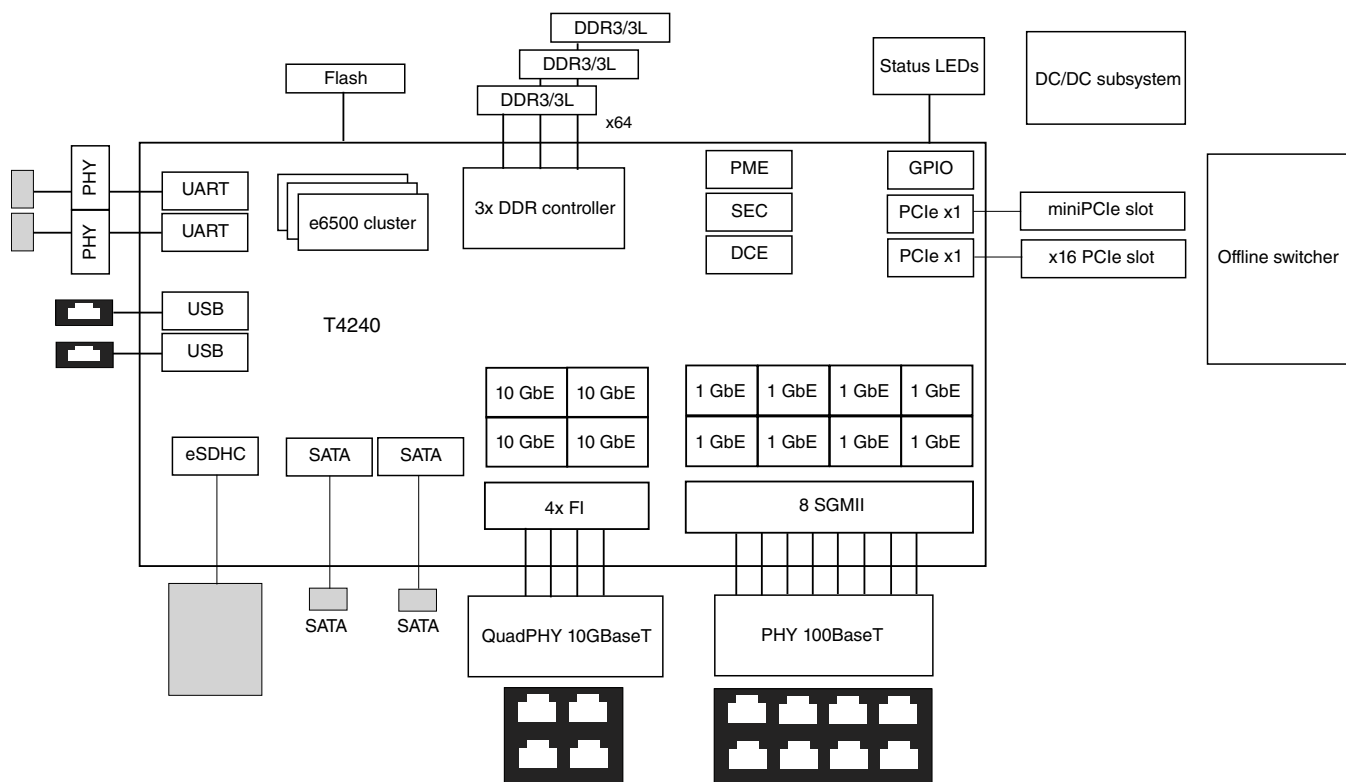 DDR3/3L
DDR3/3L
DDR3/3L
x64
Flash
Status LEDs
DC/DC subsystem
PHY
PHY
UART
UART
e6500 cluster
3x DDR controller
PME
SEC
DCE
GPIO
PCIe x1
PCIe x1
miniPCIe slot
x16 PCIe slot
Offline switcher
USB
USB
T4240
10 GbE 10 GbE
10 GbE 10 GbE
1 GbE 1 GbE 1 GbE 1 GbE
1 GbE 1 GbE 1 GbE 1 GbE
eSDHC
SATA
SATA
4x FI
8 SGMII
SATA
SATA
QuadPHY 10GBaseT
PHY 100BaseT